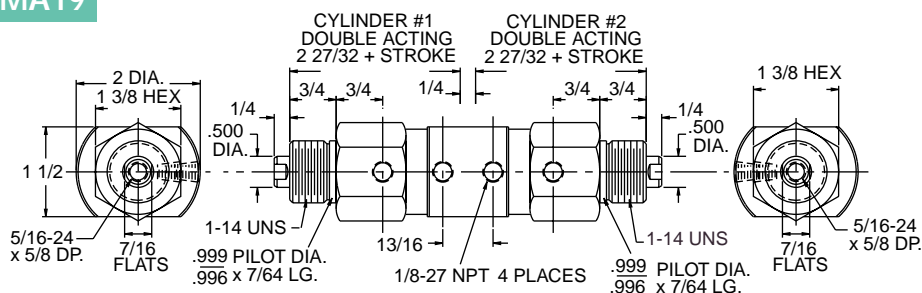 MA19
CYLINDER #1
DOUBLE ACTING
2 27/32 + STROKE
CYLINDER #2
DOUBLE ACTING
2 27/32 + STROKE
2 DIA.
1 3/8 HEX
3/4
3/4
1/4
3/4
3/4
1 3/8 HEX
1/4
.500
DIA.
1/4
.500
DIA.
1 1/2
5/16-24
x 5/8 DP.
7/16
FLATS
1-14 UNS
.999
.996
PILOT DIA.
x 7/64 LG.
13/16
1/8-27 NPT 4 PLACES
1-14 UNS
.999
.996
PILOT DIA.
x 7/64 LG.
7/16
FLATS
5/16-24
x 5/8 DP.